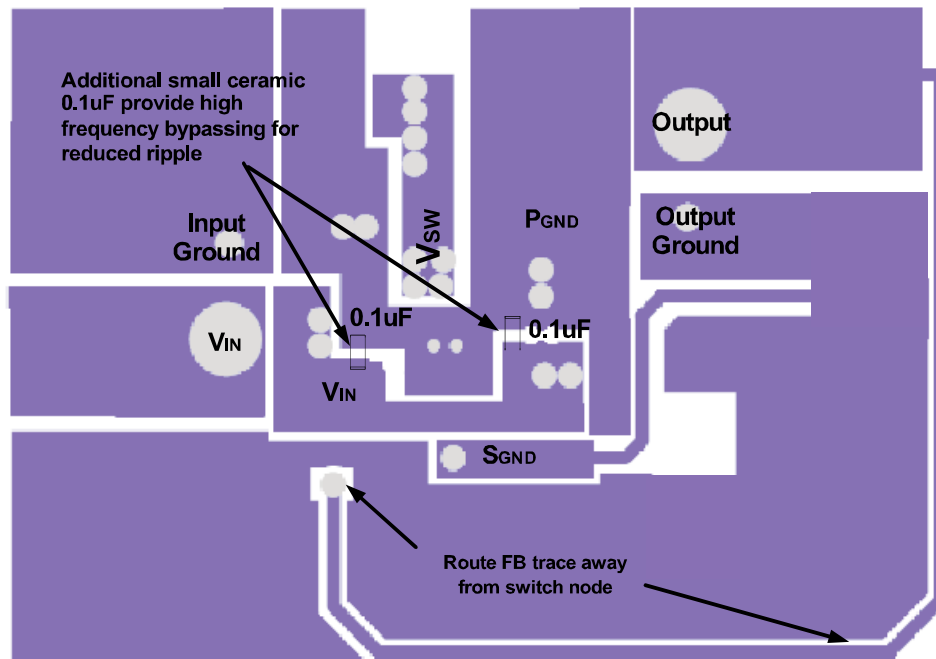 Additional small ceramic
0.1uF provide high
frequency bypassing for
reduced ripple
Output
Input
Ground
VSW
PGND
Output
Ground
0.1uF
0.1uF
VIN
VIN
SGND
Route FB trace away
from switch node